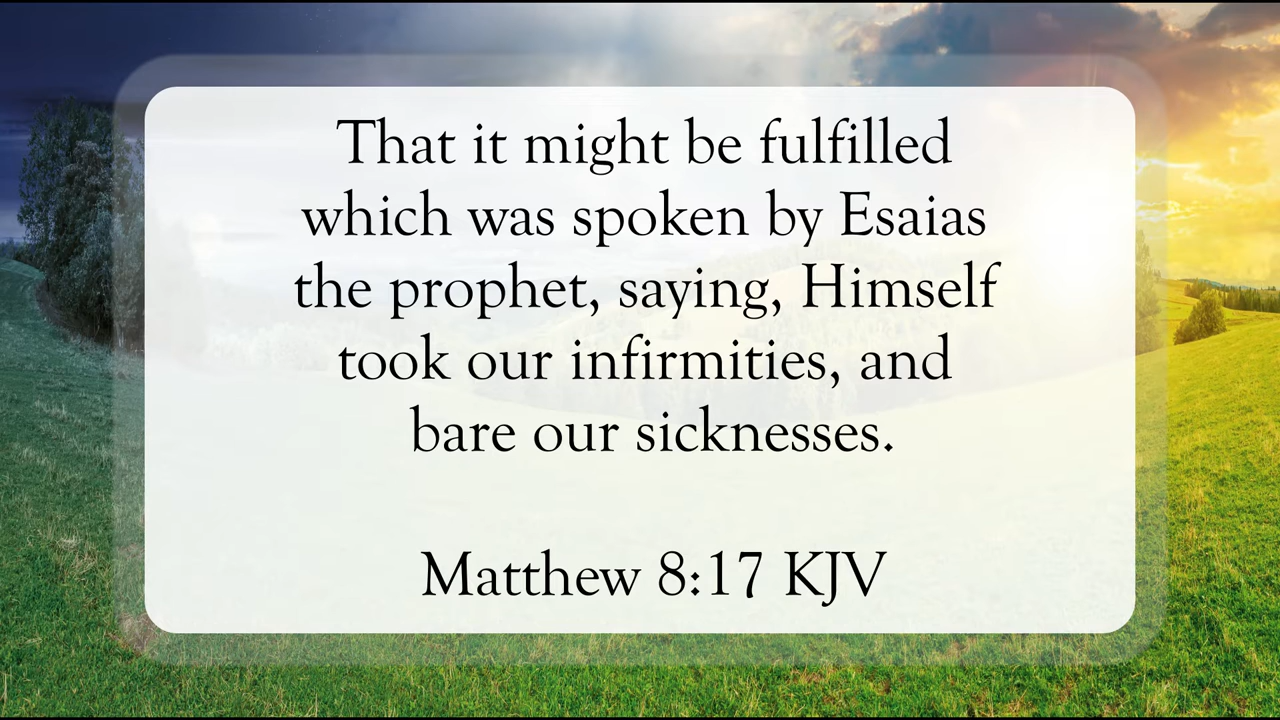 That it might be fulfilled
which was spoken by Esaias
the prophet, saying, Himself
took our infirmities, and
bare our sicknesses.
Matthew 8:17 KJV